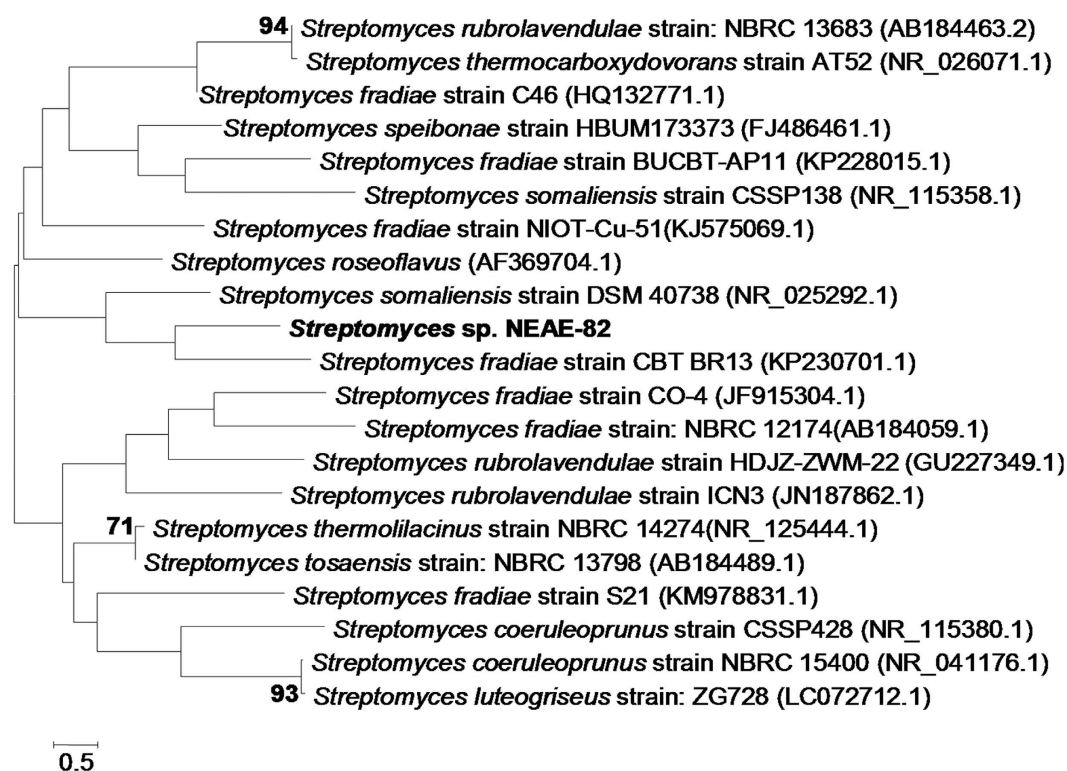 94 Streptomyces rubrolavendulae strain: NBRC 13683 (AB184463.2)
Streptomyces thermocarboxydovorans strain AT52 (NR_026071.1)
Streptomyces fradiae strain C46 (HQ132771.1)
Streptomyces speibonae strain HBUM173373 (FJ486461.1)
Streptomyces fradiae strain BUCBT-AP11 (KP228015.1)
Streptomyces somaliensis strain CSSP138 (NR_115358.1)
Streptomyces fradiae strain NIOT-Cu-51(KJ575069.1)
Streptomyces roseoflavus (AF369704.1)
Streptomyces somaliensis strain DSM 40738 (NR_025292.1)
Streptomyces sp. NEAE-82
Streptomyces fradiae strain CBT BR13 (KP230701.1)
Streptomyces fradiae strain CO-4 (JF915304.1)
Streptomyces fradiae strain: NBRC 12174(AB184059.1)
Streptomyces rubrolavendulae strain HDJZ-ZWM-22 (GU227349.1)
Streptomyces rubrolavendulae strain ICN3 (JN187862.1)
71 Streptomyces thermolilacinus strain NBRC 14274(NR_125444.1)
Streptomyces tosaensis strain: NBRC 13798 (AB184489.1)
Streptomyces fradiae strain S21 (KM978831.1)
Streptomyces coeruleoprunus strain CSSP428 (NR_115380.1)
Streptomyces coeruleoprunus strain NBRC 15400 (NR_041176.1)
93 Streptomyces luteogriseus strain: ZG728 (LC072712.1)
0.5